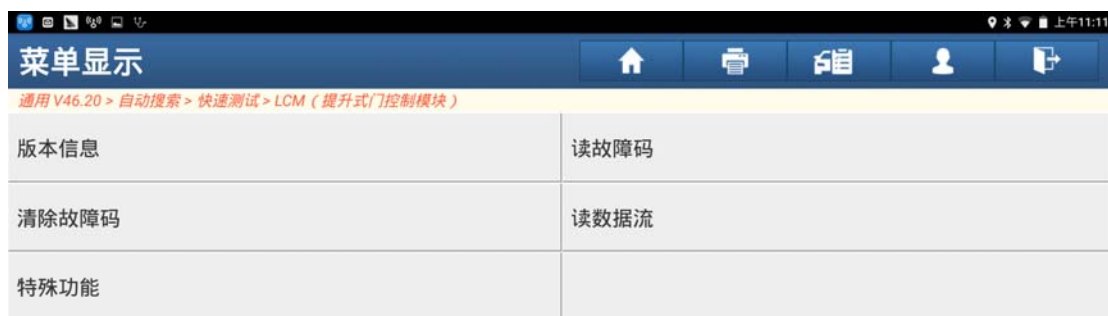 上午11:11
菜单显示
通用 V46.20 > 自动搜索 > 快速测试 > LCM（提升式门控制模块）
版本信息
读故障码
清除故障码
读数据流
特殊功能